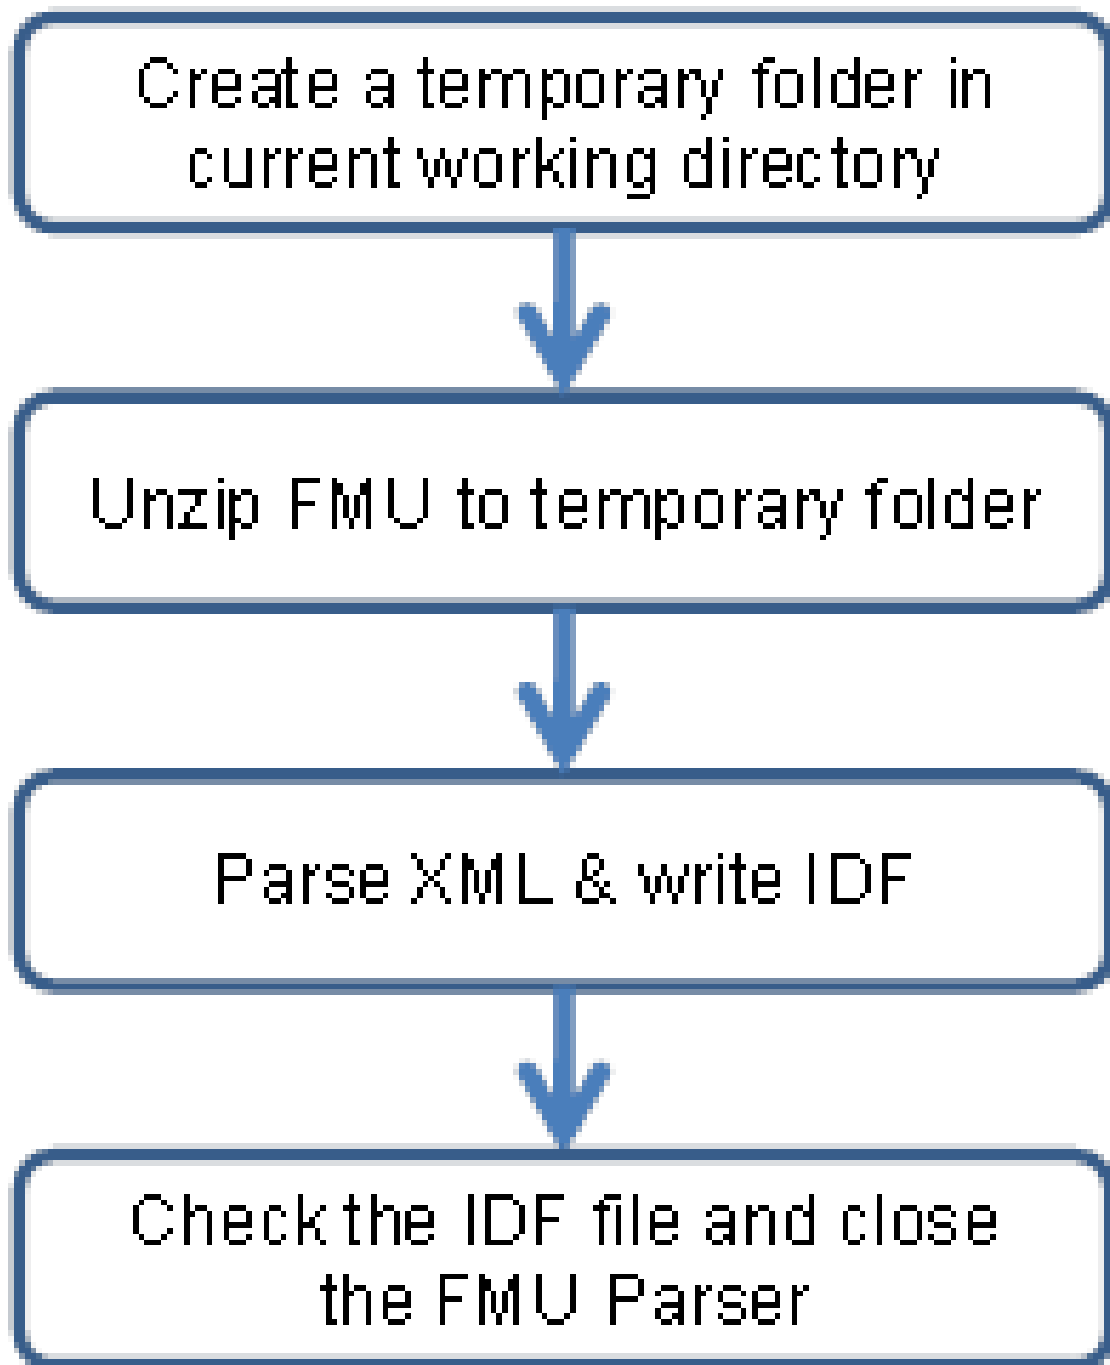 Create a temporary folder in
current working directory
Unzip FMU to temporary folder
Parse XML & write IDF
Check the IDF file and close
the FMU Parser